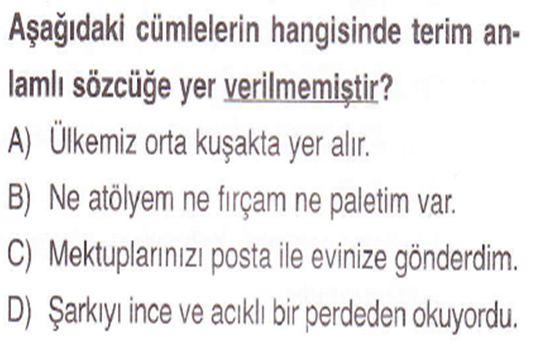 Aşağıdaki cümlelerin hangisinde terim an-
lamlı sözcüğe yer verilmemiştir?
A) Ülkemiz orta kuşakta yer alır.
B) Ne atölyem ne fırçam ne paletim var.
C) Mektuplarınızı posta ile evinize gönderdim.
D) Şarkıyı ince ve acıklı bir perdeden okuyordu.